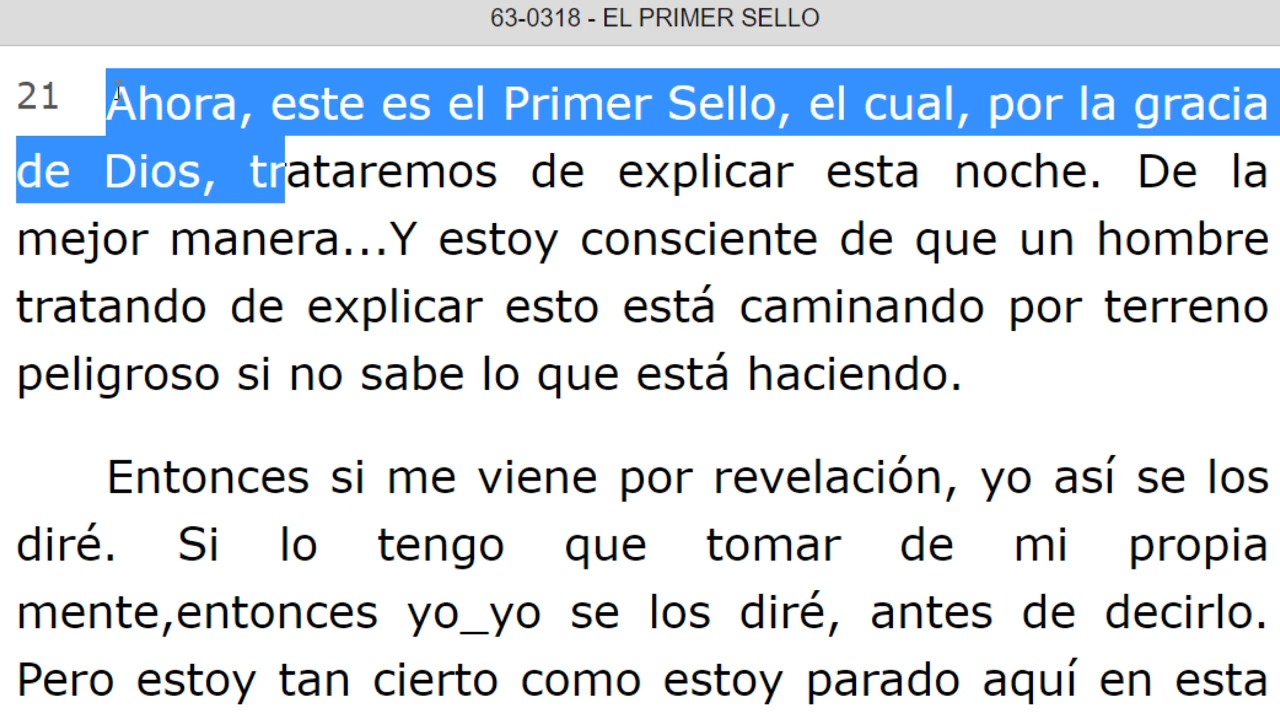 63-0318 - EL PRIMER SELLO
21 Ahora, este es el Primer Sello, el cual, por la gracia
de Dios, trataremos de explicar esta noche. De la
mejor manera...Y estoy consciente de que un hombre
tratando de explicar esto está caminando por terreno
peligroso si no sabe lo que está haciendo.
Entonces si me viene por revelación, yo así se los
diré. Si lo tengo que tomar de mi propia
mente,entonces yo_yo se los diré, antes de decirlo.
Pero estoy tan cierto como estoy parado aquí en esta